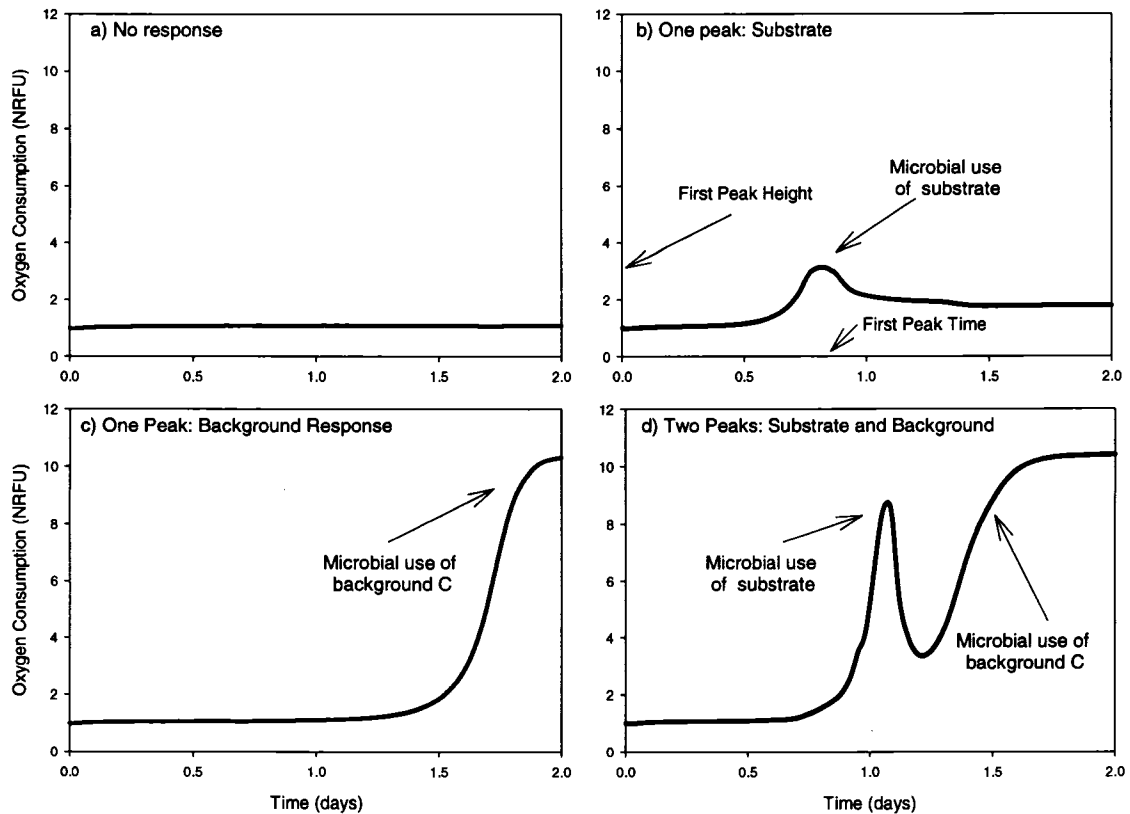 a) No response
Oxygen Consumption (NRFU)
12
10
8
6
4
2
0
0.0
0.5
1.0
1.5
2.0
b) One peak: Substrate
First Peak Height
Microbial use
of substrate
First Peak Time
12
10
8
6
4
2
0
0.0
0.5
1.0
1.5
2.0
c) One Peak: Background Response
Microbial use of
background C
Oxygen Consumption (NRFU)
12
10
8
6
4
2
0
0.0
0.5
1.0
1.5
2.0
Time (days)
d) Two Peaks: Substrate and Background
Microbial use
of substrate
Microbial use of
background C
12
10
8
6
4
2
0
0.0
0.5
1.0
1.5
2.0
Time (days)